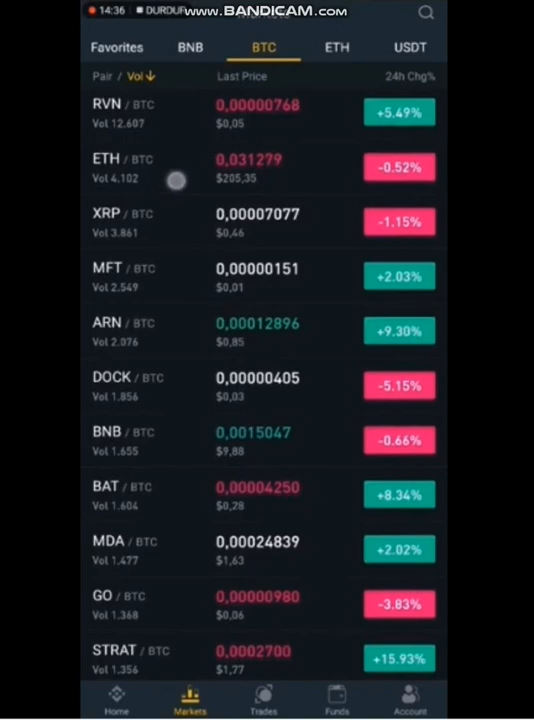 14:36 DURDUR
www.BANDICAM.com
Favorites BNB BTC ETH USDT
Pair / Vol↓ Last Price 24h Chg%
RVN / BTC 0,00000768 +5.49%
Vol 12.607 $0,05
ETH / BTC 0,031279 -0.52%
Vol 4.102 $205,35
XRP / BTC 0,00007077 -1.15%
Vol 3.861 $0,46
MFT / BTC 0,00000151 +2.03%
Vol 2.549 $0,01
ARN / BTC 0,00012896 +9.30%
Vol 2.076 $0,85
DOCK / BTC 0,00000405 -5.15%
Vol 1.856 $0,03
BNB / BTC 0,0015047 -0.66%
Vol 1.655 $9,88
BAT / BTC 0,00004250 +8.34%
Vol 1.604 $0,28
MDA / BTC 0,00024839 +2.02%
Vol 1.477 $1,63
GO / BTC 0,00000980 -3.83%
Vol 1.368 $0,06
STRAT / BTC 0,0002700 +15.93%
Vol 1.356 $1,77
Home Markets Trades Funds Account